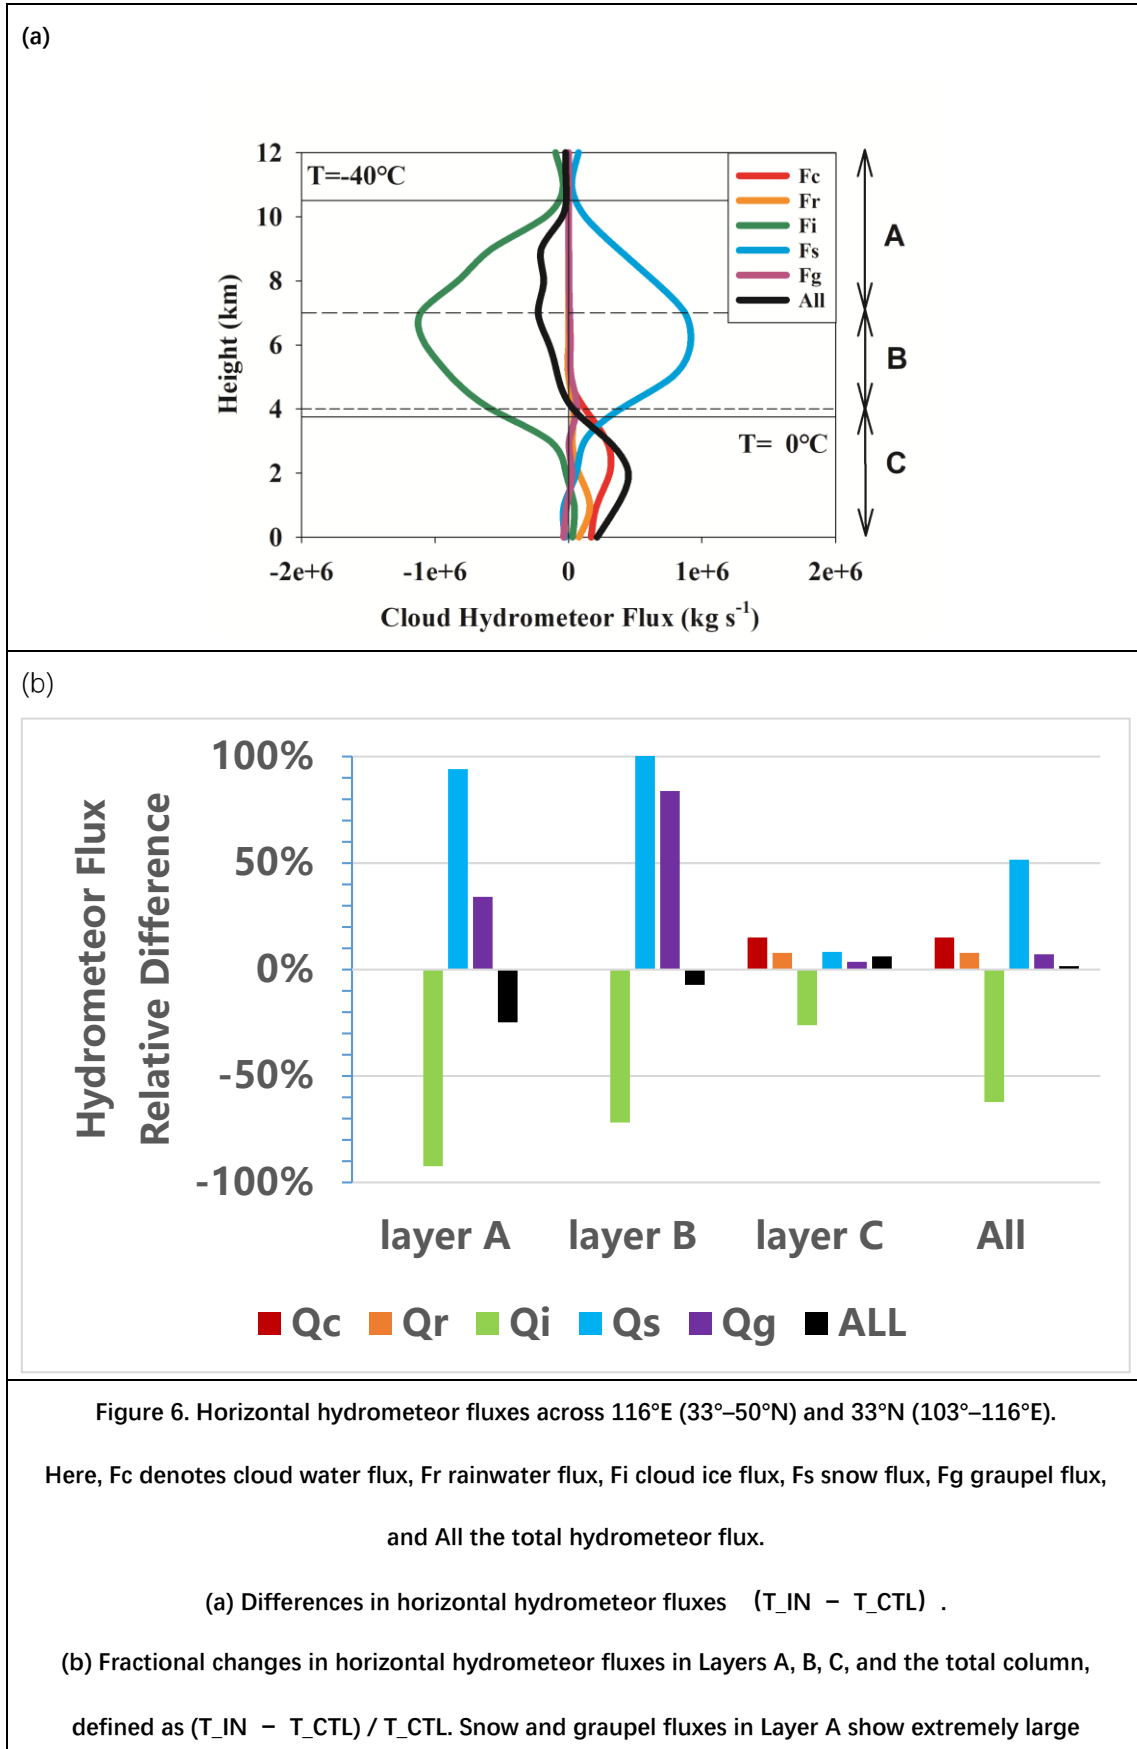 (a)
12
T=-40°C
Fc
Fr
10
Fi
A
Fs
8
Fg
All
Height (km)
6
B
4
T= 0°C
2
C
0
-2e+6 -1e+6 0 1e+6 2e+6
Cloud Hydrometeor Flux (kg s⁻¹)
(b)
Hydrometeor Flux
Relative Difference
100%
50%
0%
-50%
-100%
layer A layer B layer C All
Qc Qr Qi Qs Qg ALL
Figure 6. Horizontal hydrometeor fluxes across 116°E (33°–50°N) and 33°N (103°–116°E).
Here, Fc denotes cloud water flux, Fr rainwater flux, Fi cloud ice flux, Fs snow flux, Fg graupel flux,
and All the total hydrometeor flux.
(a) Differences in horizontal hydrometeor fluxes （T_IN － T_CTL）.
(b) Fractional changes in horizontal hydrometeor fluxes in Layers A, B, C, and the total column,
defined as (T_IN － T_CTL) / T_CTL. Snow and graupel fluxes in Layer A show extremely large